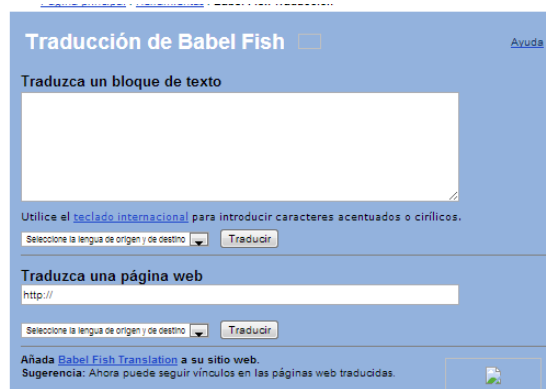 Traducción de Babel Fish
Ayuda
Traduzca un bloque de texto
Utilice el teclado internacional para introducir caracteres acentuados o cirílicos.
Seleccione la lengua de origen y de destino Traducir
Traduzca una página web
http://
Seleccione la lengua de origen y de destino Traducir
Añada Babel Fish Translation a su sitio web.
Sugerencia: Ahora puede seguir vínculos en las páginas web traducidas.